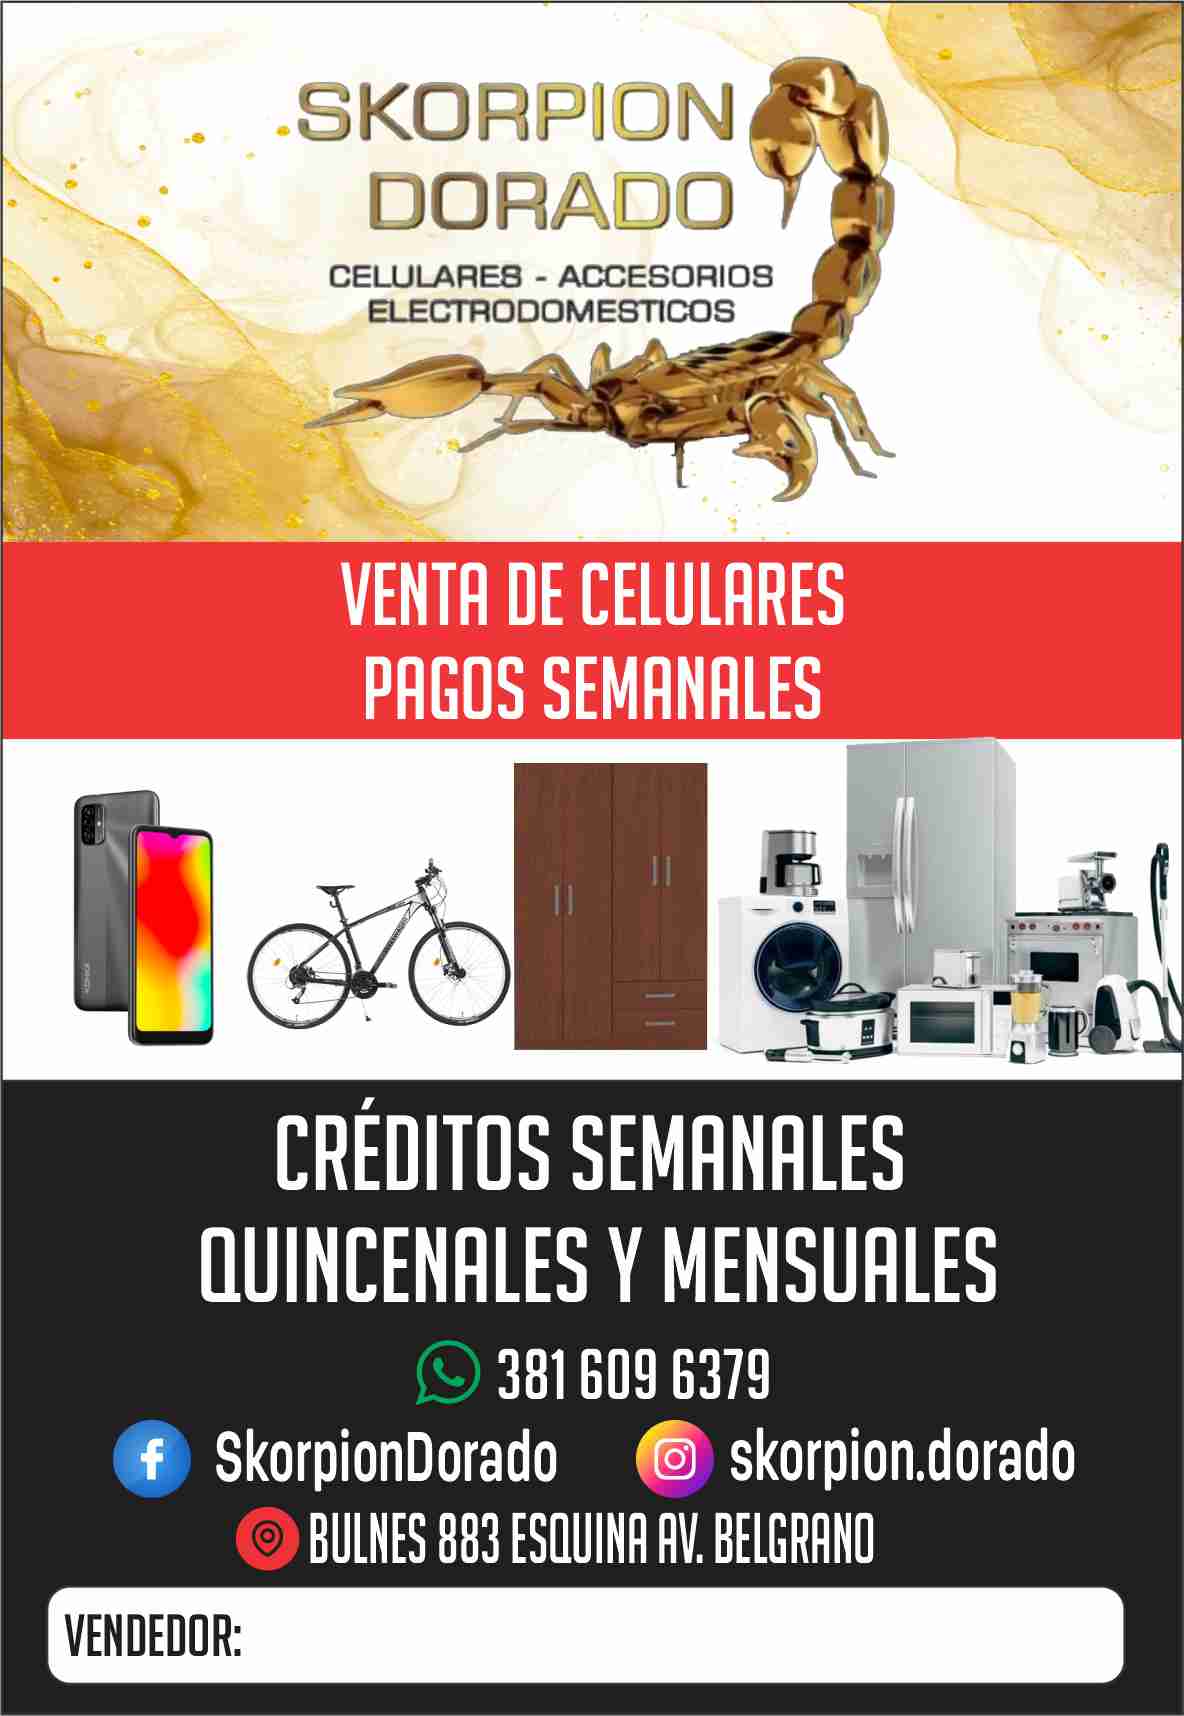 SKORPION
DORADO
CELULARES - ACCESORIOS
ELECTRODOMESTICOS
VENTA DE CELULARES
PAGOS SEMANALES
CRÉDITOS SEMANALES
QUINCENALES Y MENSUALES
381 609 6379
SkorpionDorado
skorpion.dorado
BULNES 883 ESQUINA AV. BELGRANO
VENDEDOR: